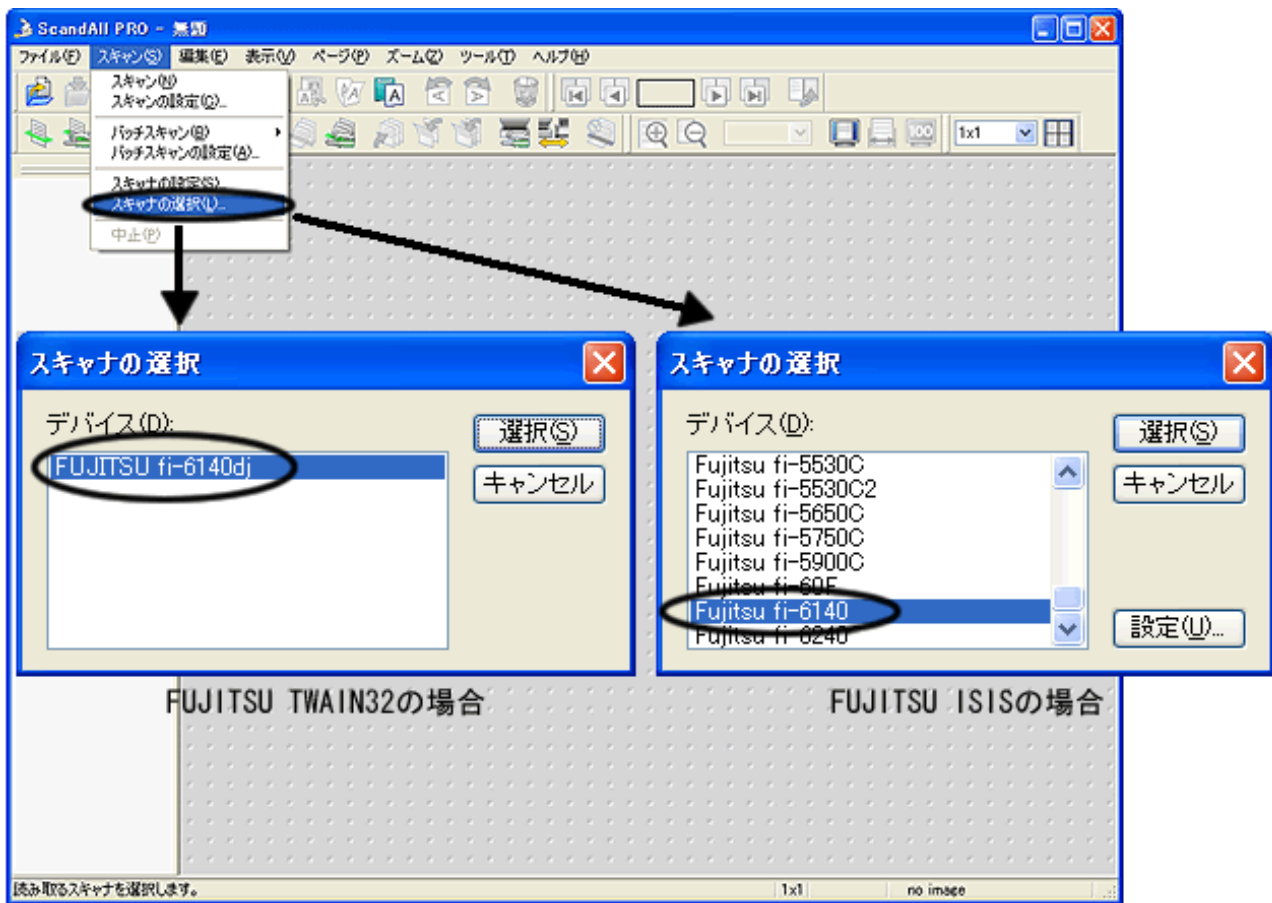 ScandAll PRO - 無題
ファイル(F) スキャン(S) 編集(E) 表示(V) ページ(P) ズーム(Z) ツール(T) ヘルプ(H)
スキャン(N)
スキャンの設定(C)...
バッチスキャン(B)
バッチスキャンの設定(A)...
スキャナの設定(S)...
スキャナの選択(L)...
中止(P)
100
1x1
スキャナの選択
デバイス(D):
FUJITSU fi-6140dj
選択(S)
キャンセル
FUJITSU TWAIN32の場合
スキャナの選択
デバイス(D):
Fujitsu fi-5530C
Fujitsu fi-5530C2
Fujitsu fi-5650C
Fujitsu fi-5750C
Fujitsu fi-5900C
Fujitsu fi-60F
Fujitsu fi-6140
Fujitsu fi-6240
選択(S)
キャンセル
設定(U)...
FUJITSU ISISの場合
読み取るスキャナを選択します。
1x1
no image